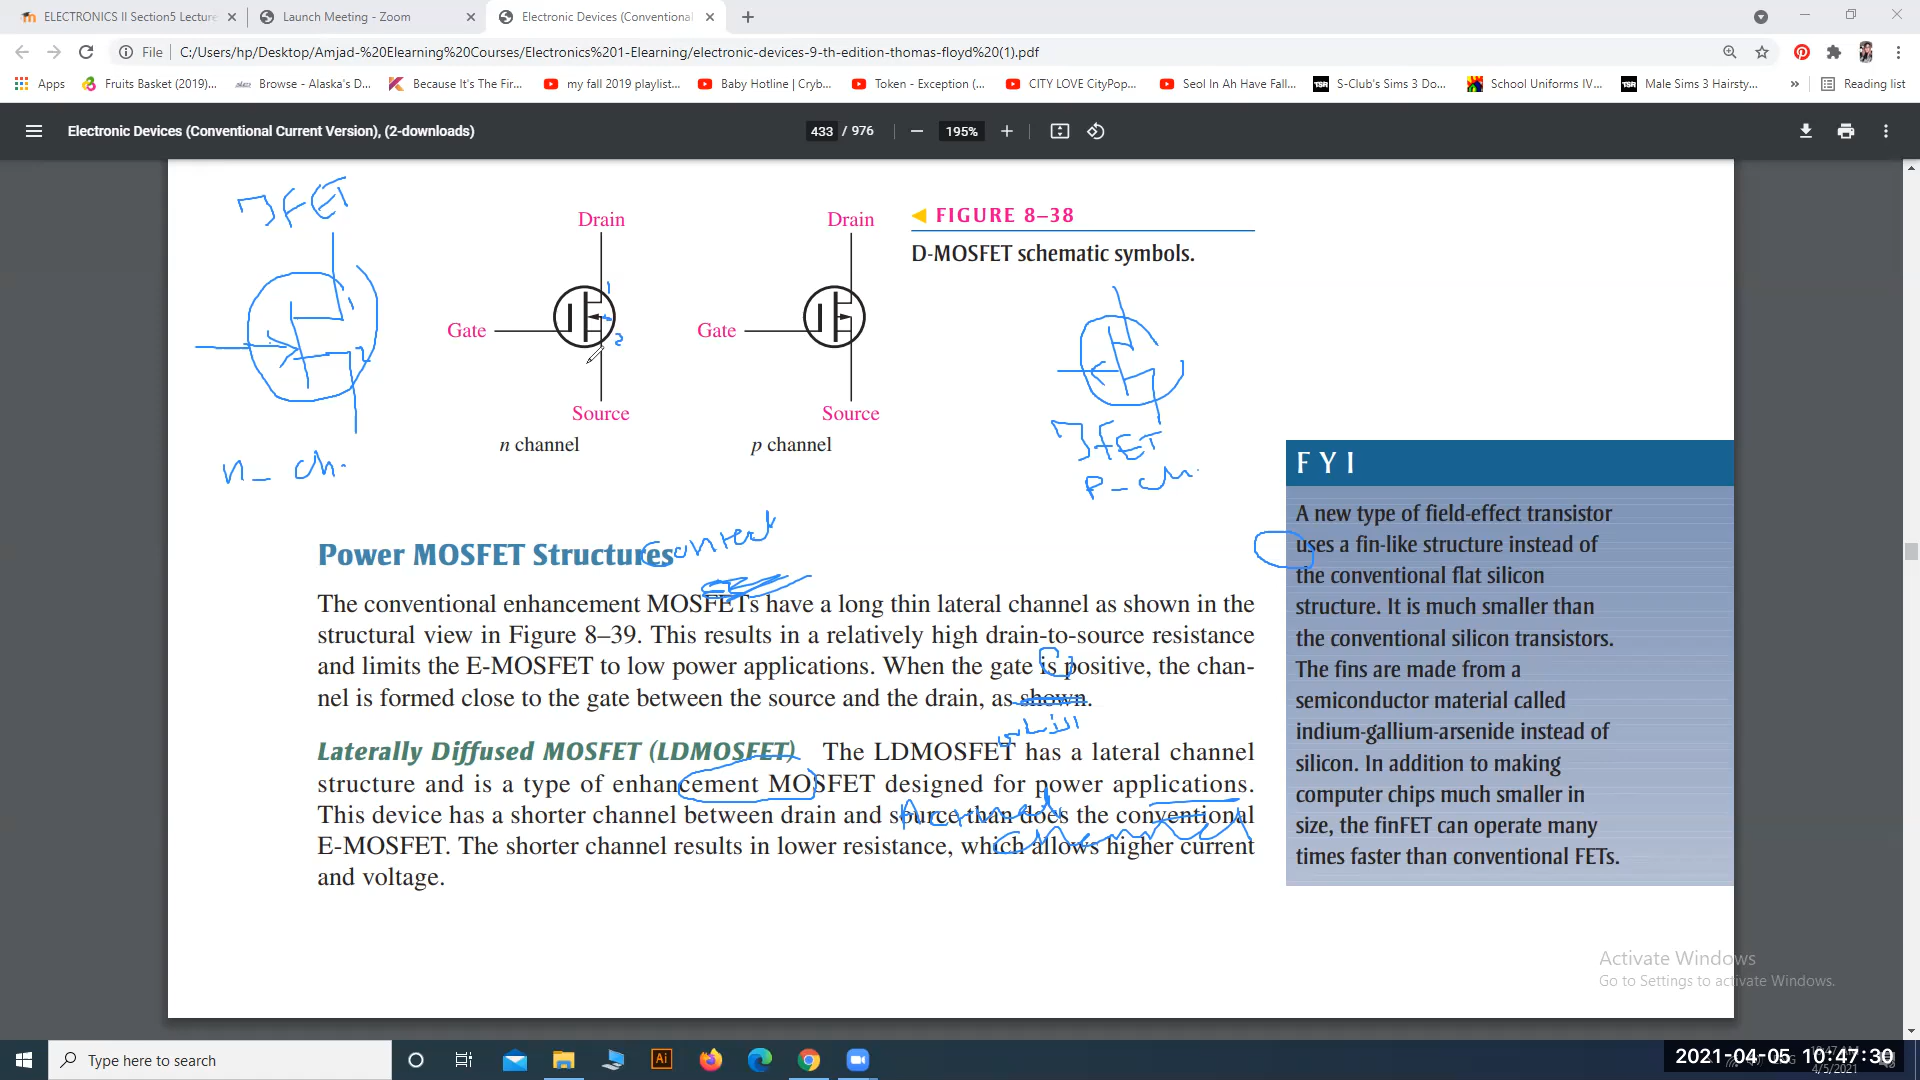 ELECTRONICS II Section5 Lecture
Launch Meeting - Zoom
Electronic Devices (Conventional
File
C:/Users/hp/Desktop/Amjad-%20Elearning%20Courses/Electronics%201-Elearning/electronic-devices-9-th-edition-thomas-floyd%20(1).pdf
Apps
Fruits Basket (2019)...
Browse - Alaska's D...
Because It's The Fir...
my fall 2019 playlist...
Baby Hotline | Cryb...
Token - Exception (...
CITY LOVE CityPop...
Seol In Ah Have Fall...
S-Club's Sims 3 Do...
School Uniforms IV...
Male Sims 3 Hairsty...
»
Reading list
Electronic Devices (Conventional Current Version), (2-downloads)
433 / 976
195%
JFET
Drain
Drain
FIGURE 8–38
D-MOSFET schematic symbols.
1
2
Gate
Gate
Source
Source
n channel
p channel
n_ ch.
JFET
P_ ch.
FYI
A new type of field-effect transistor
uses a fin-like structure instead of
the conventional flat silicon
structure. It is much smaller than
the conventional silicon transistors.
The fins are made from a
semiconductor material called
indium-gallium-arsenide instead of
silicon. In addition to making
computer chips much smaller in
size, the finFET can operate many
times faster than conventional FETs.
Power MOSFET Structures
The conventional enhancement MOSFETs have a long thin lateral channel as shown in the
structural view in Figure 8–39. This results in a relatively high drain-to-source resistance
and limits the E-MOSFET to low power applications. When the gate is positive, the chan-
nel is formed close to the gate between the source and the drain, as shown.
Laterally Diffused MOSFET (LDMOSFET) The LDMOSFET has a lateral channel
structure and is a type of enhancement MOSFET designed for power applications.
This device has a shorter channel between drain and source than does the conventional
E-MOSFET. The shorter channel results in lower resistance, which allows higher current
and voltage.
channel
Activate Windows
Go to Settings to activate Windows.
Type here to search
Ai
2021-04-05 10:47:30
4/5/2021